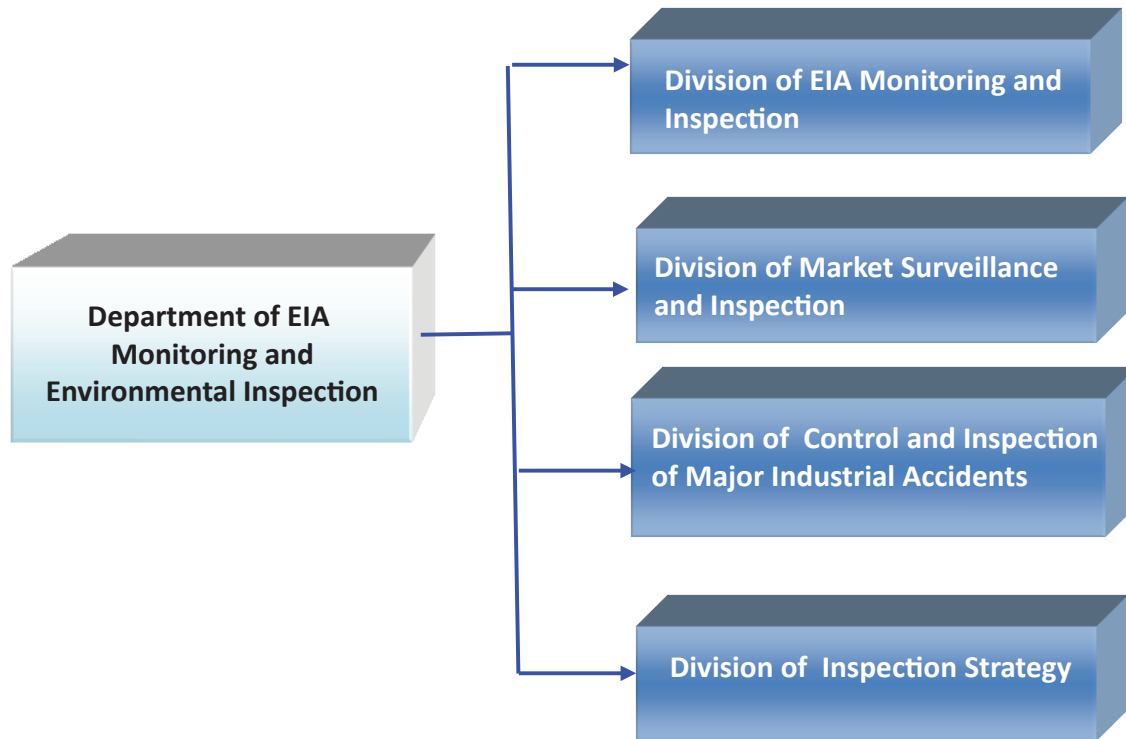 Division of EIA Monitoring and
Inspection
Division of Market Surveillance
and Inspection
Department of EIA
Monitoring and
Environmental Inspection
Division of Control and Inspection
of Major Industrial Accidents
Division of Inspection Strategy